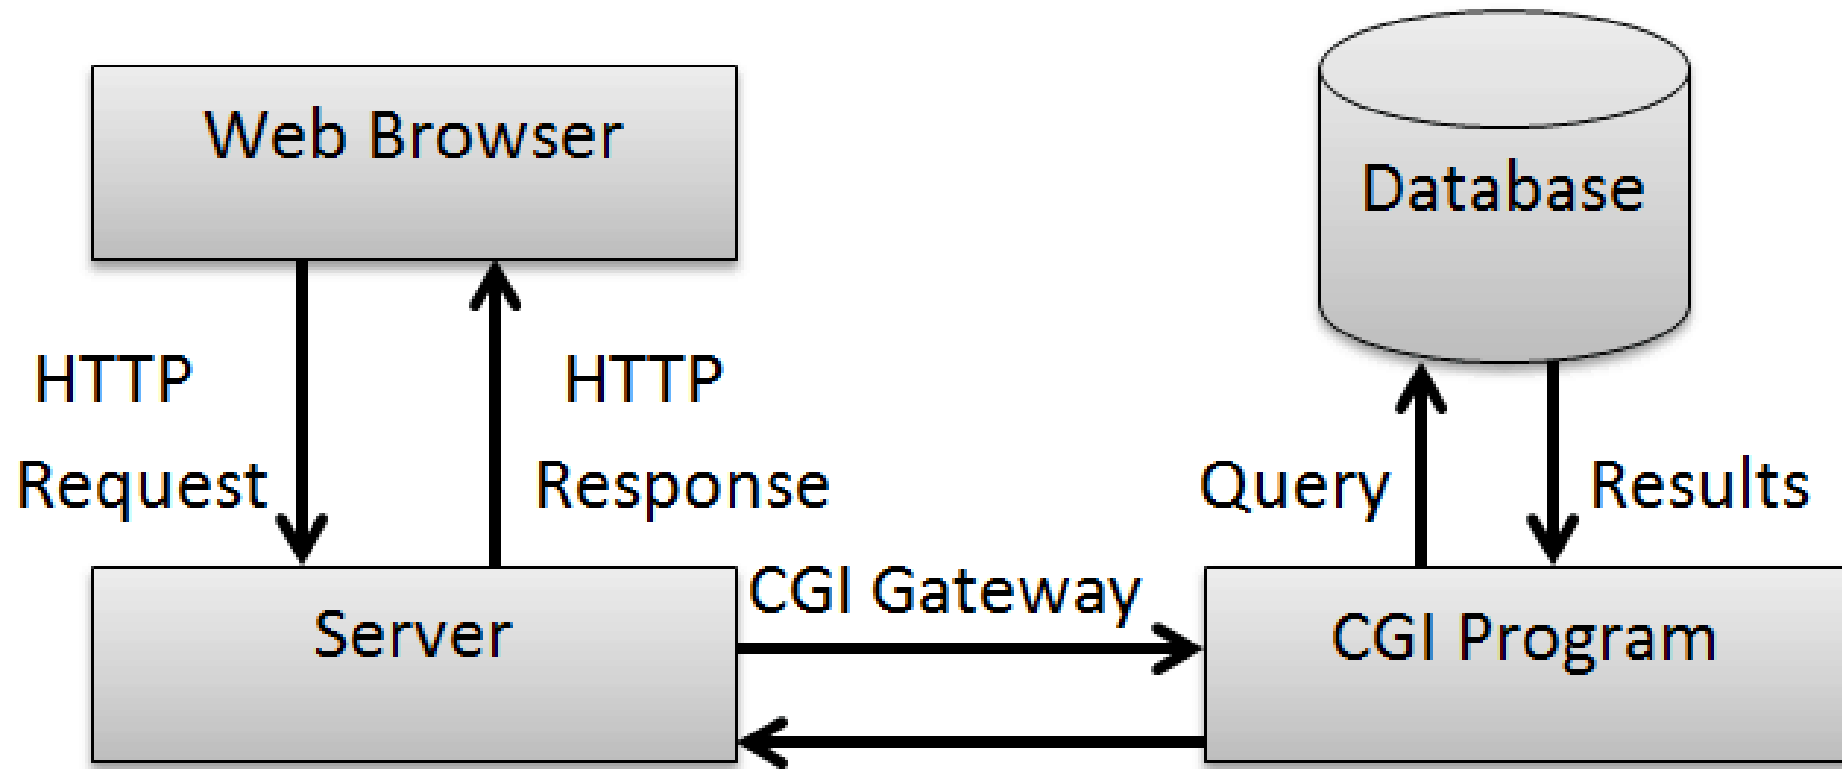 Web Browser
Database
HTTP
Request
HTTP
Response
Query
Results
Server
CGI Gateway
CGI Program